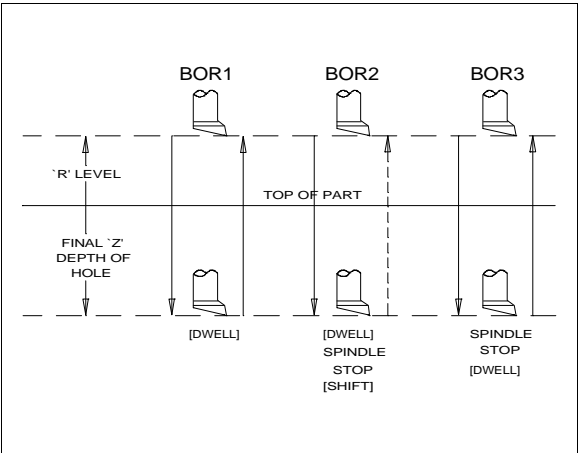 BOR1 BOR2 BOR3
`R' LEVEL
TOP OF PART
FINAL `Z'
DEPTH OF
HOLE
[DWELL]
[DWELL]
SPINDLE
STOP
[SHIFT]
SPINDLE
STOP
[DWELL]